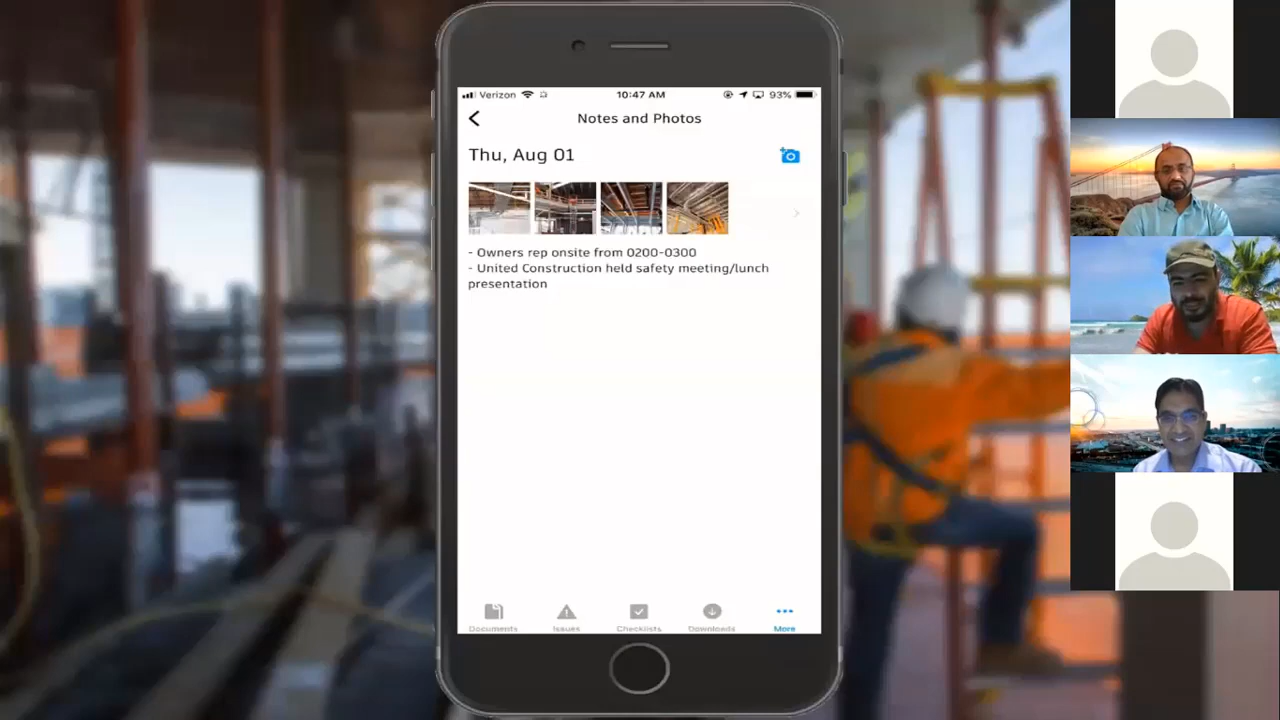 Verizon 10:47 AM 93%
Notes and Photos
Thu, Aug 01
- Owners rep onsite from 0200-0300
- United Construction held safety meeting/lunch
presentation
Documents Issues Checklists Downloads More